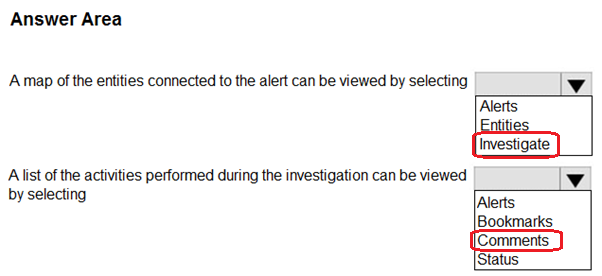 Answer Area
A map of the entities connected to the alert can be viewed by selecting
Alerts
Entities
Investigate
A list of the activities performed during the investigation can be viewed
by selecting
Alerts
Bookmarks
Comments
Status